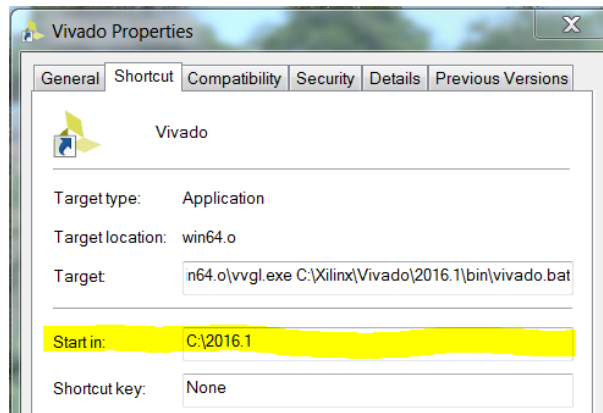 Vivado Properties
X
General Shortcut Compatibility Security Details Previous Versions
Vivado
Target type: Application
Target location: win64.o
Target: n64.o\vvgl.exe C:\Xilinx\Vivado\2016.1\bin\vivado.bat
Start in: C:\2016.1
Shortcut key: None